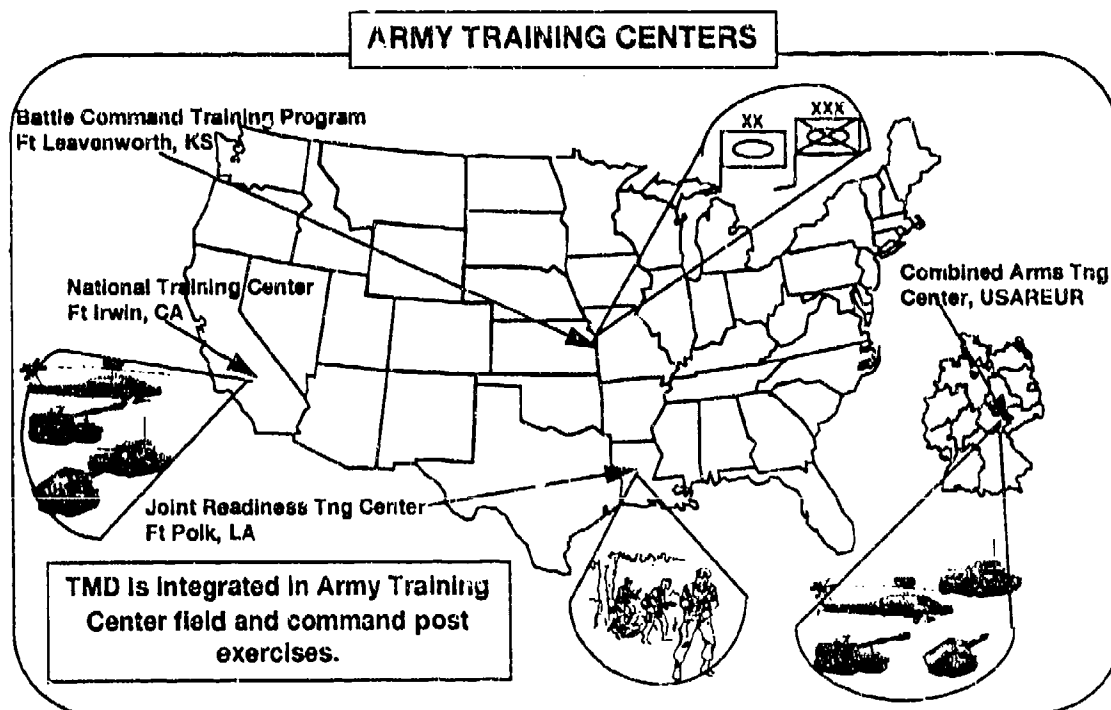 ARMY TRAINING CENTERS
Battle Command Training Program
Ft Leavenworth, KS
XX
XXX
National Training Center
Ft Irwin, CA
Combined Arms Tng
Center, USAREUR
Joint Readiness Tng Center
Ft Polk, LA
TMD is integrated in Army Training
Center field and command post
exercises.